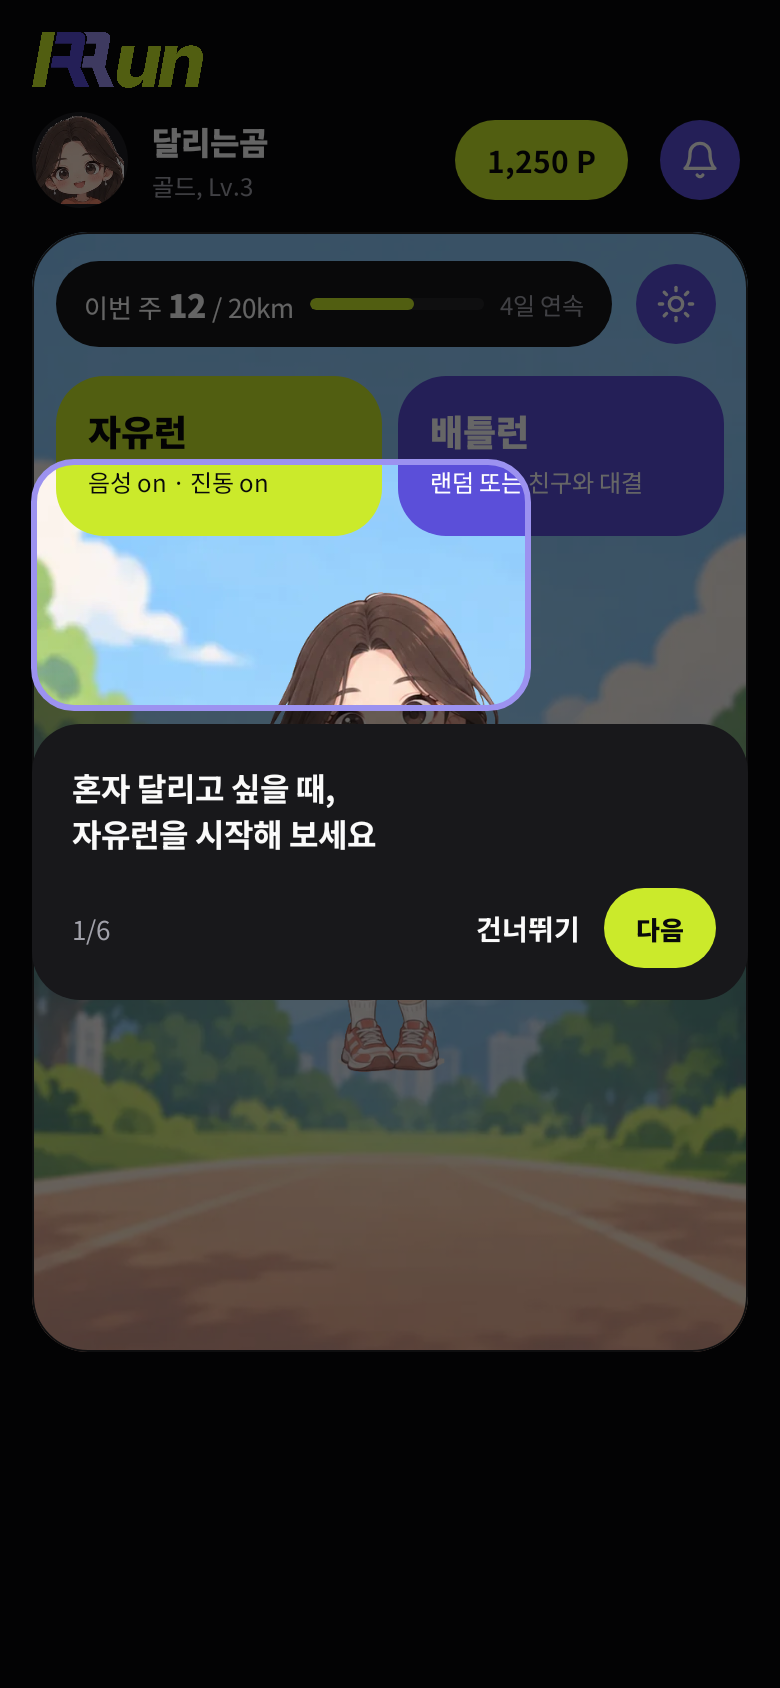 RRun
달리는곰
골드, Lv.3
1,250 P
이번 주 12 / 20km
4일 연속
자유런
음성 on · 진동 on
배틀런
랜덤 또는 친구와 대결
혼자 달리고 싶을 때,
자유런을 시작해 보세요
1/6
건너뛰기
다음